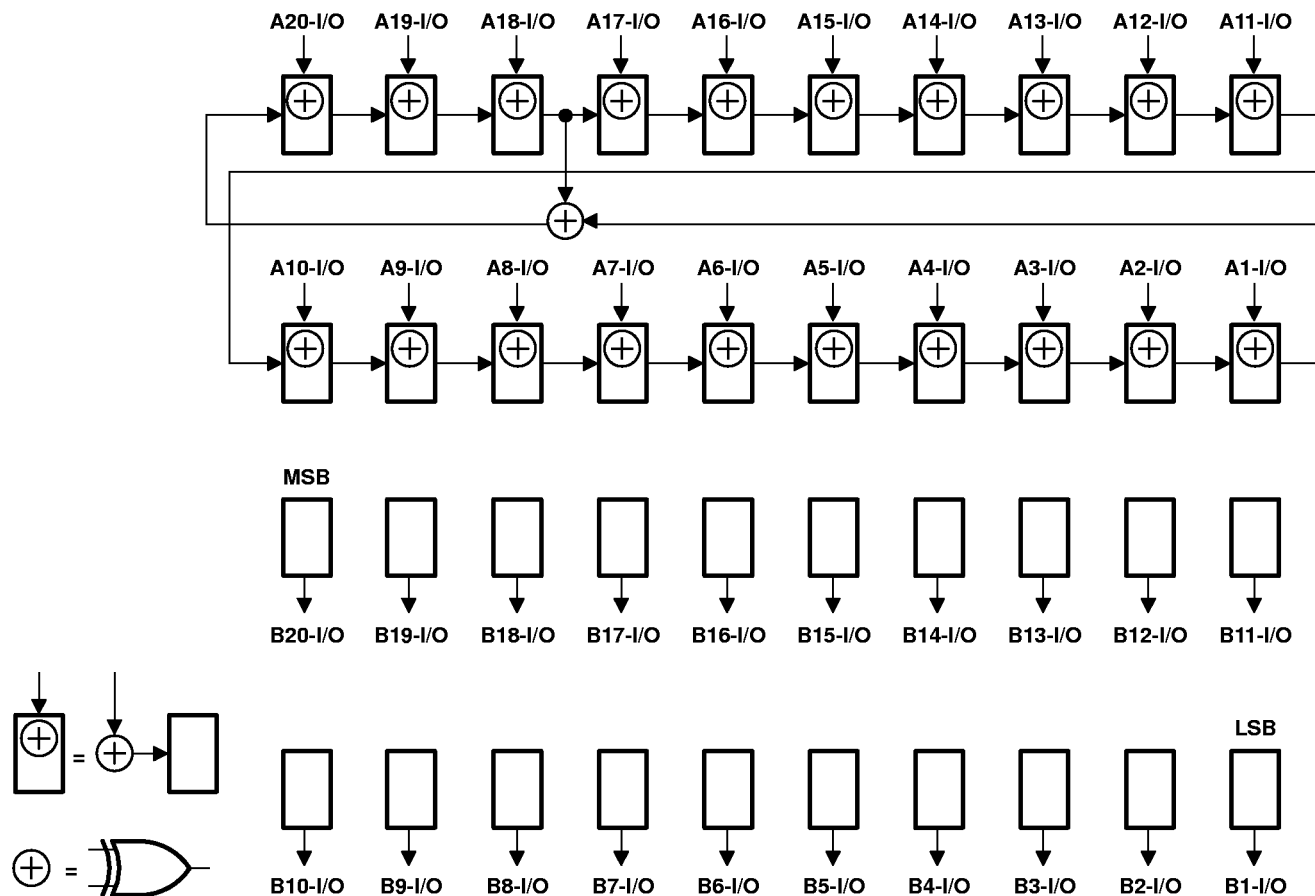 A20-I/O A19-I/O A18-I/O A17-I/O A16-I/O A15-I/O A14-I/O A13-I/O A12-I/O A11-I/O
A10-I/O A9-I/O A8-I/O A7-I/O A6-I/O A5-I/O A4-I/O A3-I/O A2-I/O A1-I/O
MSB
B20-I/O B19-I/O B18-I/O B17-I/O B16-I/O B15-I/O B14-I/O B13-I/O B12-I/O B11-I/O
LSB
=
=
B10-I/O B9-I/O B8-I/O B7-I/O B6-I/O B5-I/O B4-I/O B3-I/O B2-I/O B1-I/O